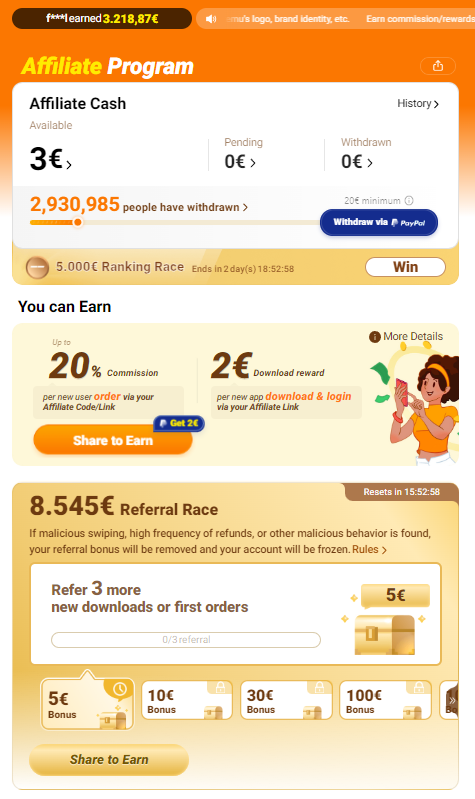 f***l earned 3.218,87€
mu's logo, brand identity, etc. Earn commission/rewards
Affiliate Program
Affiliate Cash
History >
Available
3€ >
Pending
0€ >
Withdrawn
0€ >
2,930,985 people have withdrawn >
20€ minimum
Withdraw via PayPal
5.000€ Ranking Race Ends in 2 day(s) 18:52:58
Win
You can Earn
More Details
Up to
20% Commission
per new user order via your
Affiliate Code/Link
2€ Download reward
per new app download & login
via your Affiliate Link
Get 2€
Share to Earn
Resets in 15:52:58
8.545€ Referral Race
If malicious swiping, high frequency of refunds, or other malicious behavior is found,
your referral bonus will be removed and your account will be frozen. Rules >
Refer 3 more
new downloads or first orders
5€
0/3 referral
5€
Bonus
10€
Bonus
30€
Bonus
100€
Bonus
Share to Earn